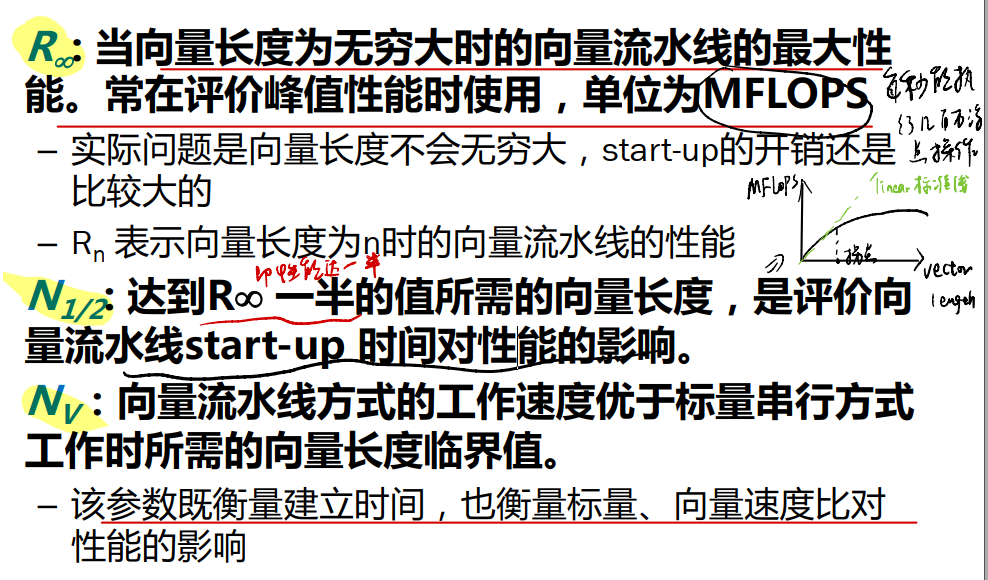 R∞：当向量长度为无穷大时的向量流水线的最大性
能。常在评价峰值性能时使用，单位为MFLOPS
每秒能执
行几百万浮
点操作
– 实际问题是向量长度不会无穷大，start-up的开销还是
比较大的
MFLOPS
linear 标准线
拐点
vector
length
– Rn 表示向量长度为n时的向量流水线的性能
即性能达一半
N1/2：达到R∞ 一半的值所需的向量长度，是评价向
量流水线start-up 时间对性能的影响。
NV：向量流水线方式的工作速度优于标量串行方式
工作时所需的向量长度临界值。
– 该参数既衡量建立时间，也衡量标量、向量速度比对
性能的影响